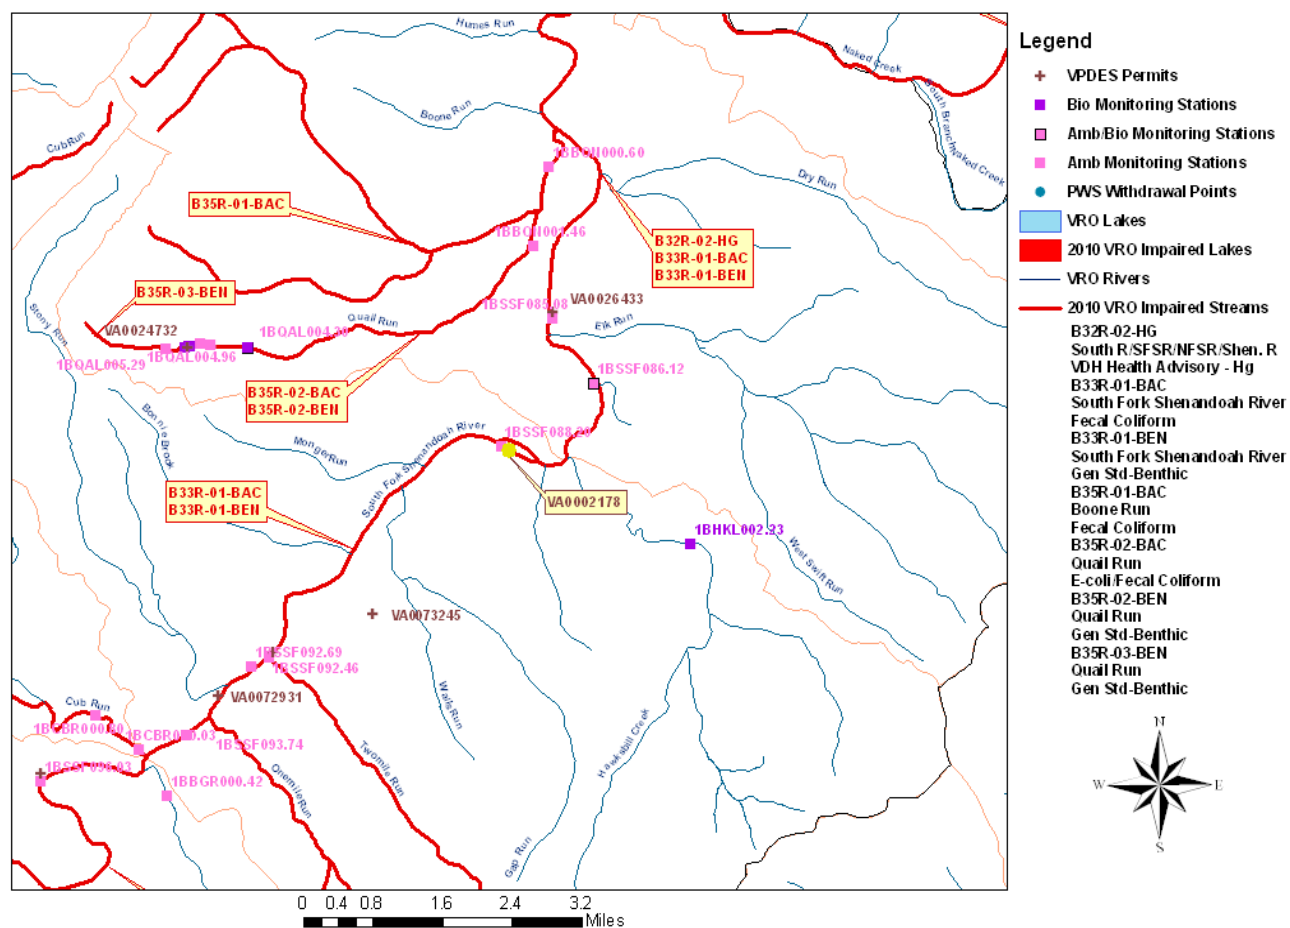 Humes Run
Naked Creek
South Branch Naked Creek
Boone Run
Cub Run
1BBON000.60
Dry Run
B35R-01-BAC
1BBON001.46
B32R-02-HG
B33R-01-BAC
B33R-01-BEN
B35R-03-BEN
1BSSF085.08
VA0026433
Stony Run
Quail Run
Elk Run
VA0024732
1BQAL004.30
1BQAL004.96
1BQAL005.29
1BSSF086.12
B35R-02-BAC
B35R-02-BEN
Bonnie Brook
Monger Run
South Fork Shenandoah River
1BSSF088.20
B33R-01-BAC
B33R-01-BEN
VA0002178
1BHKL002.23
West Swift Run
VA0073245
1BSSF092.69
1BSSF092.46
VA0072931
Wails Run
Cub Run
1BCBR000.03
1BSSF093.74
Hawksbill Creek
Twomile Run
Onemile Run
1BBGR000.42
Gap Run
0 0.4 0.8 1.6 2.4 3.2
Miles
Legend
VPDES Permits
Bio Monitoring Stations
Amb/Bio Monitoring Stations
Amb Monitoring Stations
PWS Withdrawal Points
VRO Lakes
2010 VRO Impaired Lakes
VRO Rivers
2010 VRO Impaired Streams
B32R-02-HG
South R/SFSR/NFSR/Shen. R
VDH Health Advisory - Hg
B33R-01-BAC
South Fork Shenandoah River
Fecal Coliform
B33R-01-BEN
South Fork Shenandoah River
Gen Std-Benthic
B35R-01-BAC
Boone Run
Fecal Coliform
B35R-02-BAC
Quail Run
E-coli/Fecal Coliform
B35R-02-BEN
Quail Run
Gen Std-Benthic
B35R-03-BEN
Quail Run
Gen Std-Benthic
N
W
E
S